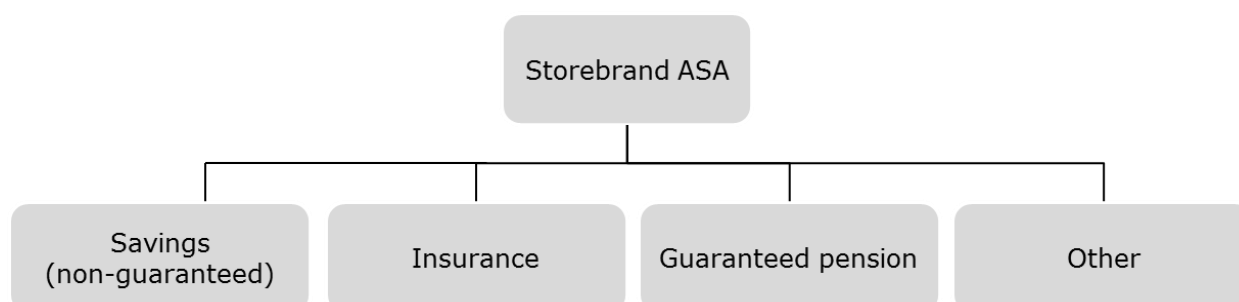 Storebrand ASA
Savings
(non-guaranteed)
Insurance
Guaranteed pension
Other